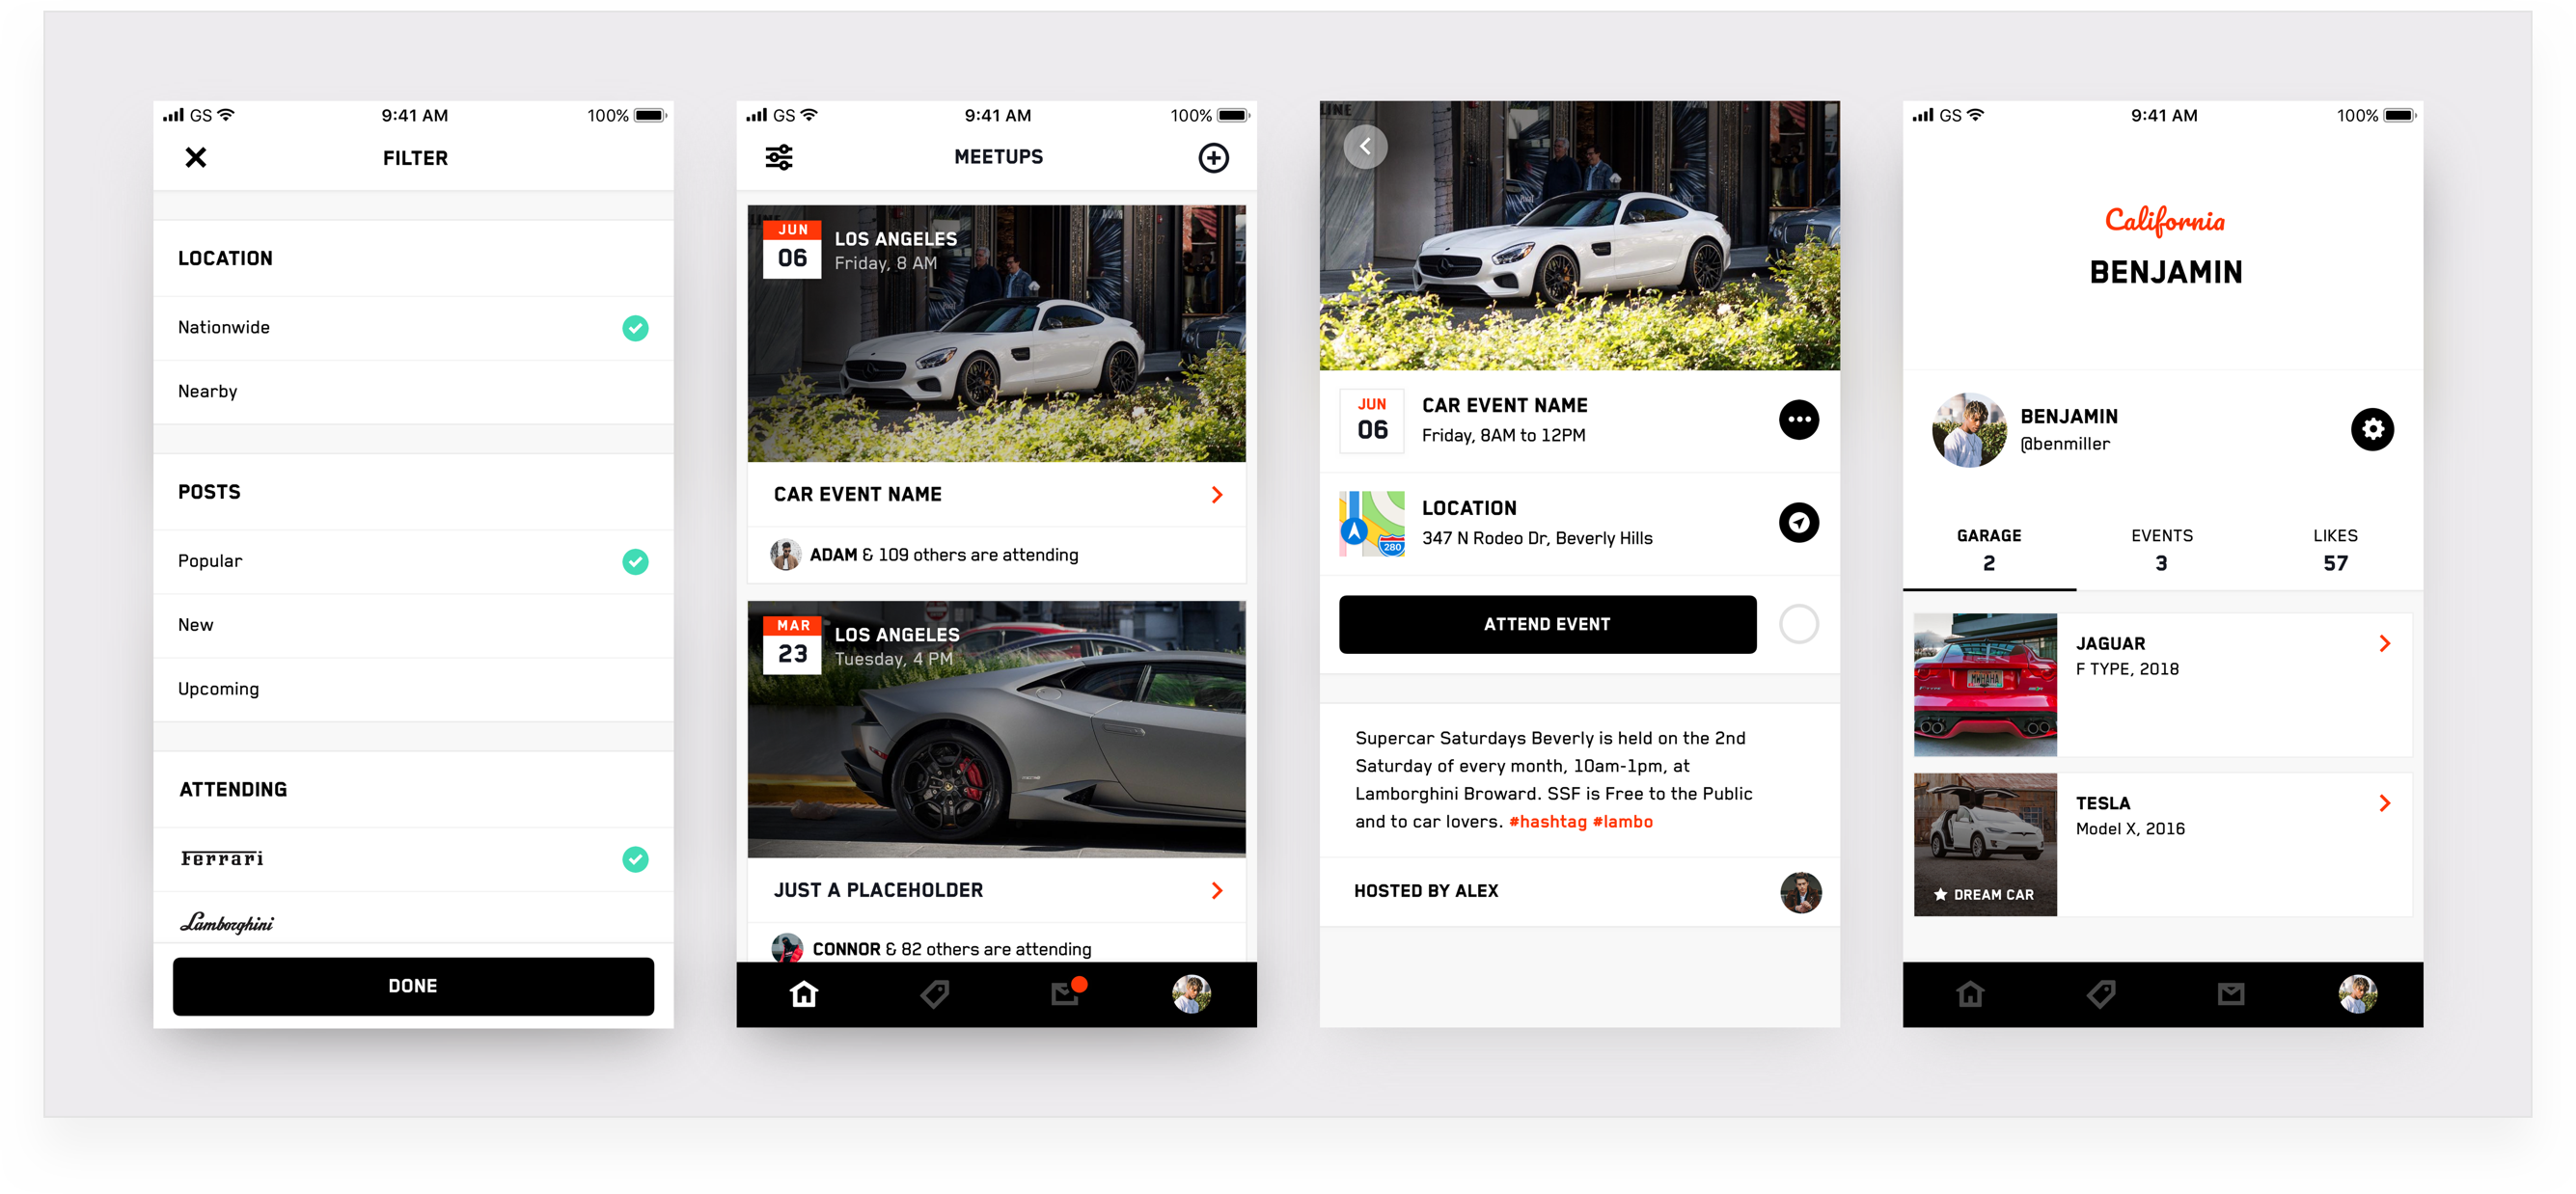 GS 9:41 AM 100%
FILTER
LOCATION
Nationwide
Nearby
POSTS
Popular
New
Upcoming
ATTENDING
Ferrari
Lamborghini
DONE
GS 9:41 AM 100%
MEETUPS
JUN
06
LOS ANGELES
Friday, 8 AM
CAR EVENT NAME
ADAM & 109 others are attending
MAR
23
LOS ANGELES
Tuesday, 4 PM
JUST A PLACEHOLDER
CONNOR & 82 others are attending
LINE
JUN
06
CAR EVENT NAME
Friday, 8AM to 12PM
280
LOCATION
347 N Rodeo Dr, Beverly Hills
ATTEND EVENT
Supercar Saturdays Beverly is held on the 2nd
Saturday of every month, 10am-1pm, at
Lamborghini Broward. SSF is Free to the Public
and to car lovers. #hashtag #lambo
HOSTED BY ALEX
GS 9:41 AM 100%
California
BENJAMIN
BENJAMIN
@benmiller
GARAGE EVENTS LIKES
2 3 57
MWHAHA
JAGUAR
F TYPE, 2018
TESLA
Model X, 2016
DREAM CAR